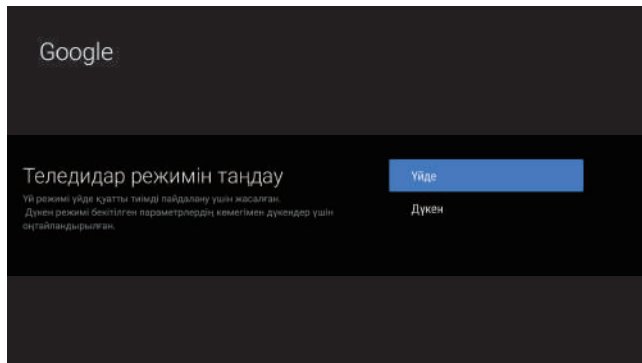 Google
Теледидар режимін таңдау
Үй режимі үйде қуатты тиімді пайдалану үшін жасалған.
Дүкен режимі бекітілген параметрлердің көмегімен дүкендер үшін
оңтайландырылған.
Үйде
Дүкен